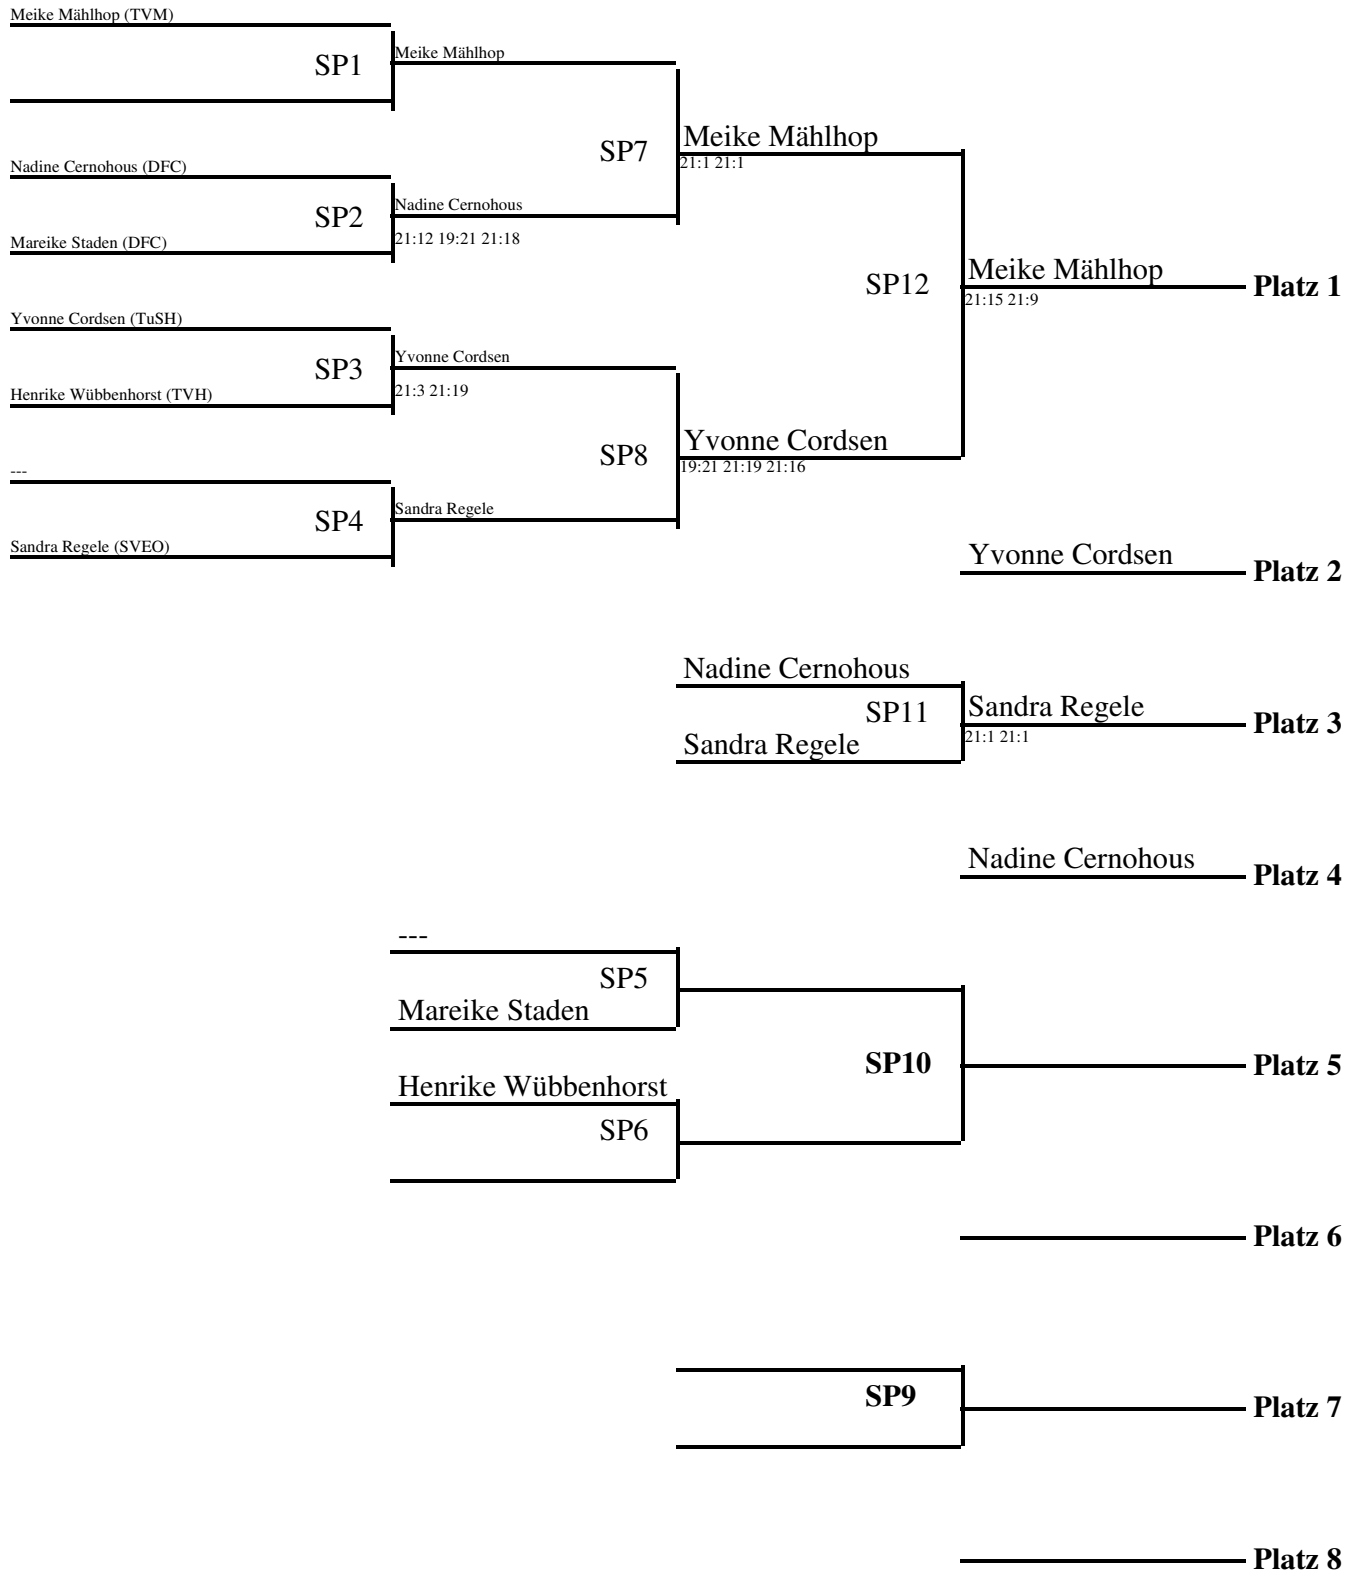 Meike Mählhop (TVM)
SP1
Meike Mählhop
SP7
Meike Mählhop
21:1 21:1
Nadine Cernohous (DFC)
SP2
Nadine Cernohous
21:12 19:21 21:18
Mareike Staden (DFC)
SP12
Meike Mählhop
21:15 21:9
Platz 1
Yvonne Cordsen (TuSH)
SP3
Yvonne Cordsen
21:3 21:19
Henrike Wübbenhorst (TVH)
SP8
Yvonne Cordsen
19:21 21:19 21:16
---
SP4
Sandra Regele
Sandra Regele (SVEO)
Yvonne Cordsen
Platz 2
Nadine Cernohous
SP11
Sandra Regele
Sandra Regele
21:1 21:1
Platz 3
Nadine Cernohous
Platz 4
---
SP5
Mareike Staden
SP10
Platz 5
Henrike Wübbenhorst
SP6
Platz 6
SP9
Platz 7
Platz 8